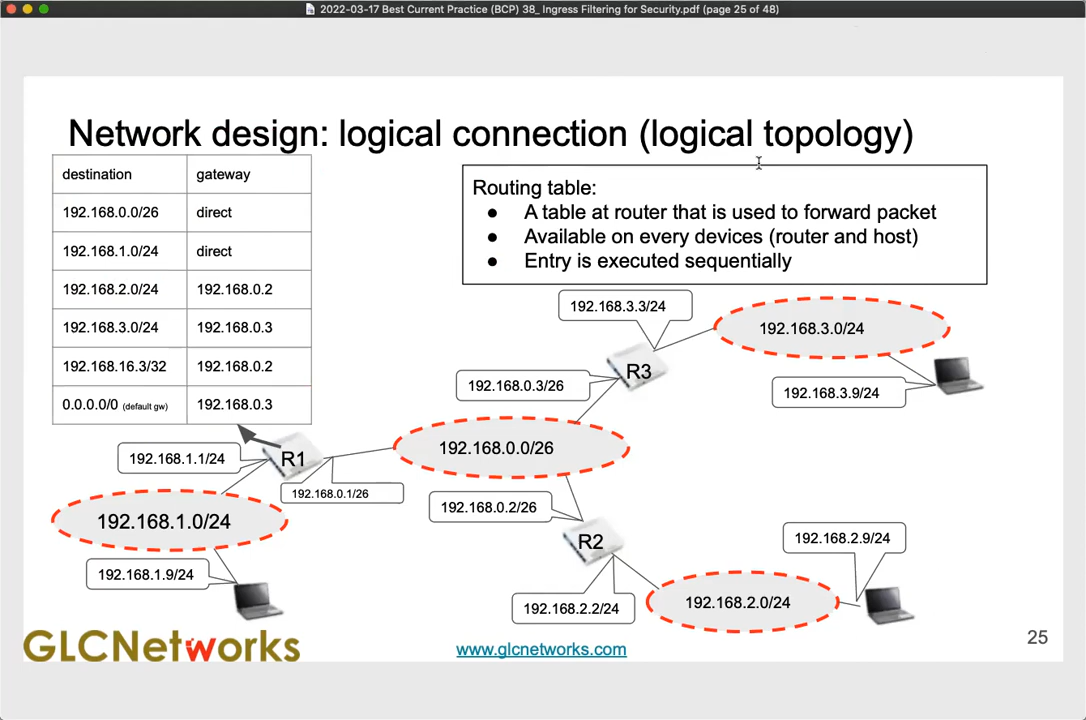 2022-03-17 Best Current Practice (BCP) 38_ Ingress Filtering for Security.pdf (page 25 of 48)
Network design: logical connection (logical topology)
destination gateway
192.168.0.0/26 direct
192.168.1.0/24 direct
192.168.2.0/24 192.168.0.2
192.168.3.0/24 192.168.0.3
192.168.16.3/32 192.168.0.2
0.0.0.0/0 (default gw) 192.168.0.3
Routing table:
● A table at router that is used to forward packet
● Available on every devices (router and host)
● Entry is executed sequentially
192.168.3.3/24
192.168.3.0/24
R3
192.168.0.3/26
192.168.3.9/24
192.168.0.0/26
R1
192.168.1.1/24
192.168.0.1/26
192.168.0.2/26
192.168.1.0/24
R2
192.168.2.9/24
192.168.1.9/24
192.168.2.2/24
192.168.2.0/24
GLCNetworks
www.glcnetworks.com
25